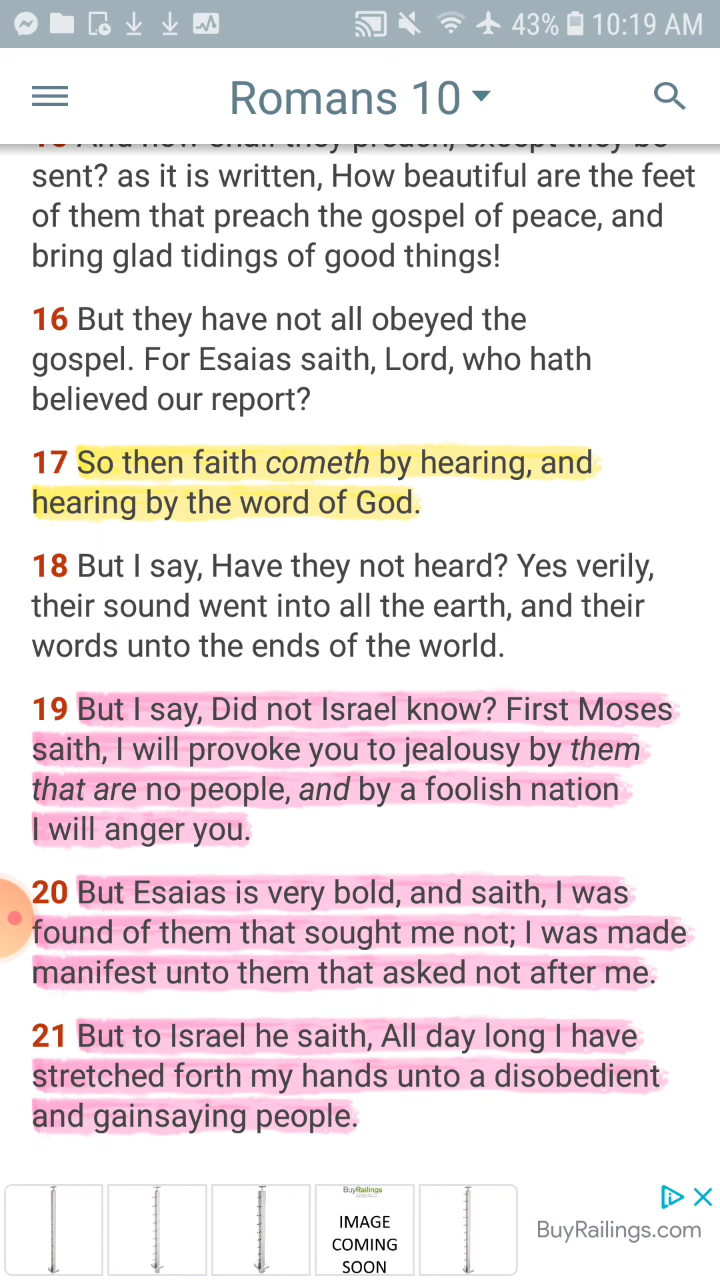 43% 10:19 AM
Romans 10
sent? as it is written, How beautiful are the feet
of them that preach the gospel of peace, and
bring glad tidings of good things!
16 But they have not all obeyed the
gospel. For Esaias saith, Lord, who hath
believed our report?
17 So then faith cometh by hearing, and
hearing by the word of God.
18 But I say, Have they not heard? Yes verily,
their sound went into all the earth, and their
words unto the ends of the world.
19 But I say, Did not Israel know? First Moses
saith, I will provoke you to jealousy by them
that are no people, and by a foolish nation
I will anger you.
20 But Esaias is very bold, and saith, I was
found of them that sought me not; I was made
manifest unto them that asked not after me.
21 But to Israel he saith, All day long I have
stretched forth my hands unto a disobedient
and gainsaying people.
BuyRailings
IMAGE
COMING
SOON
BuyRailings.com